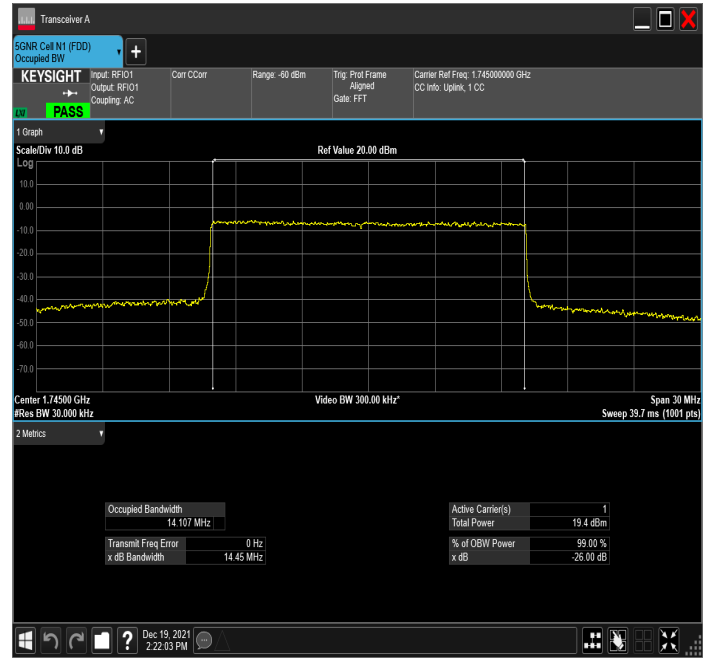 Transceiver A
5GNR Cell N1 (FDD)
Occupied BW
KEYSIGHT
LXI
PASS
Input: RFIO1
Output: RFIO1
Coupling: AC
Corr CCorr
Range: -60 dBm
Trig: Prot Frame
Aligned
Gate: FFT
Carrier Ref Freq: 1.745000000 GHz
CC Info: Uplink, 1 CC
1 Graph
Scale/Div 10.0 dB
Ref Value 20.00 dBm
Log
10.0
0.00
-10.0
-20.0
-30.0
-40.0
-50.0
-60.0
-70.0
Center 1.74500 GHz
Video BW 300.00 kHz*
Span 30 MHz
#Res BW 30.000 kHz
Sweep 39.7 ms (1001 pts)
2 Metrics
Occupied Bandwidth
14.107 MHz
Active Carrier(s) 1
Total Power 19.4 dBm
Transmit Freq Error 0 Hz
x dB Bandwidth 14.45 MHz
% of OBW Power 99.00 %
x dB -26.00 dB
?
Dec 19, 2021
2:22:03 PM